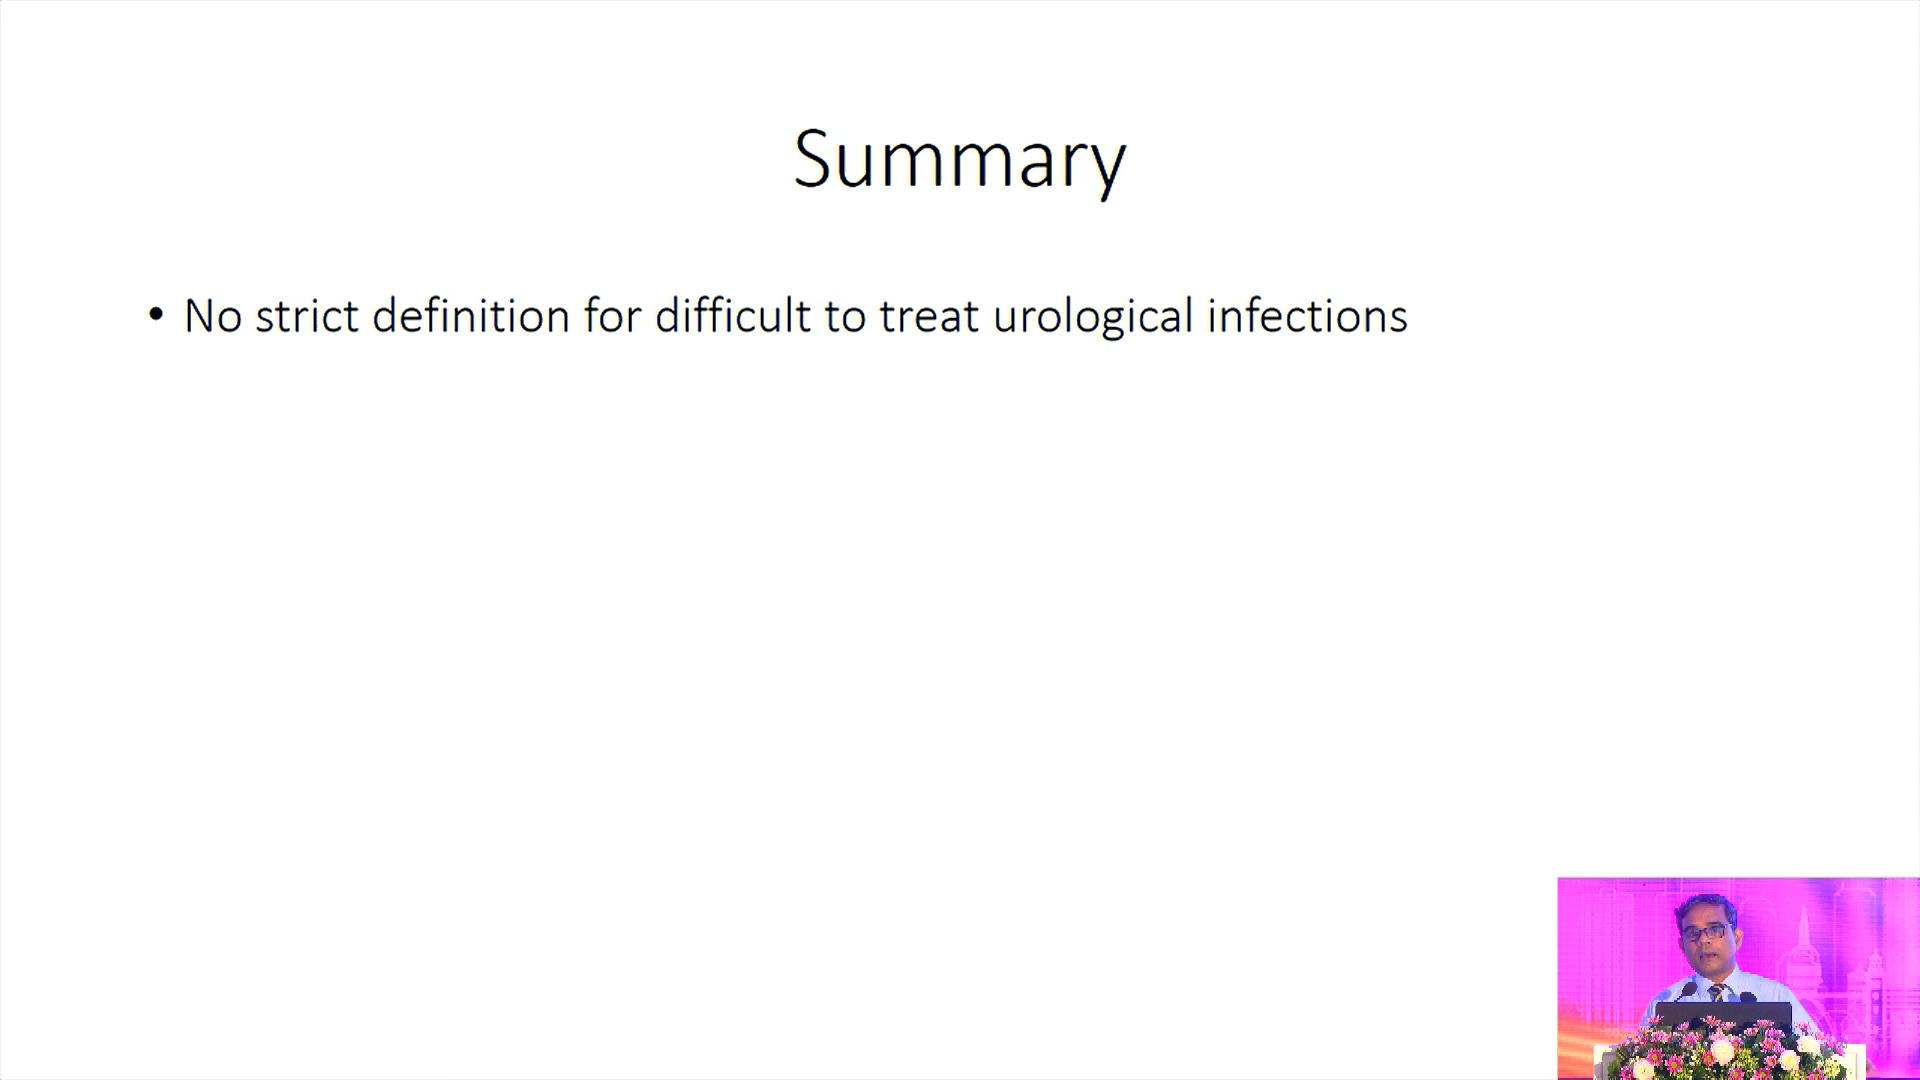 Summary
• No strict definition for difficult to treat urological infections